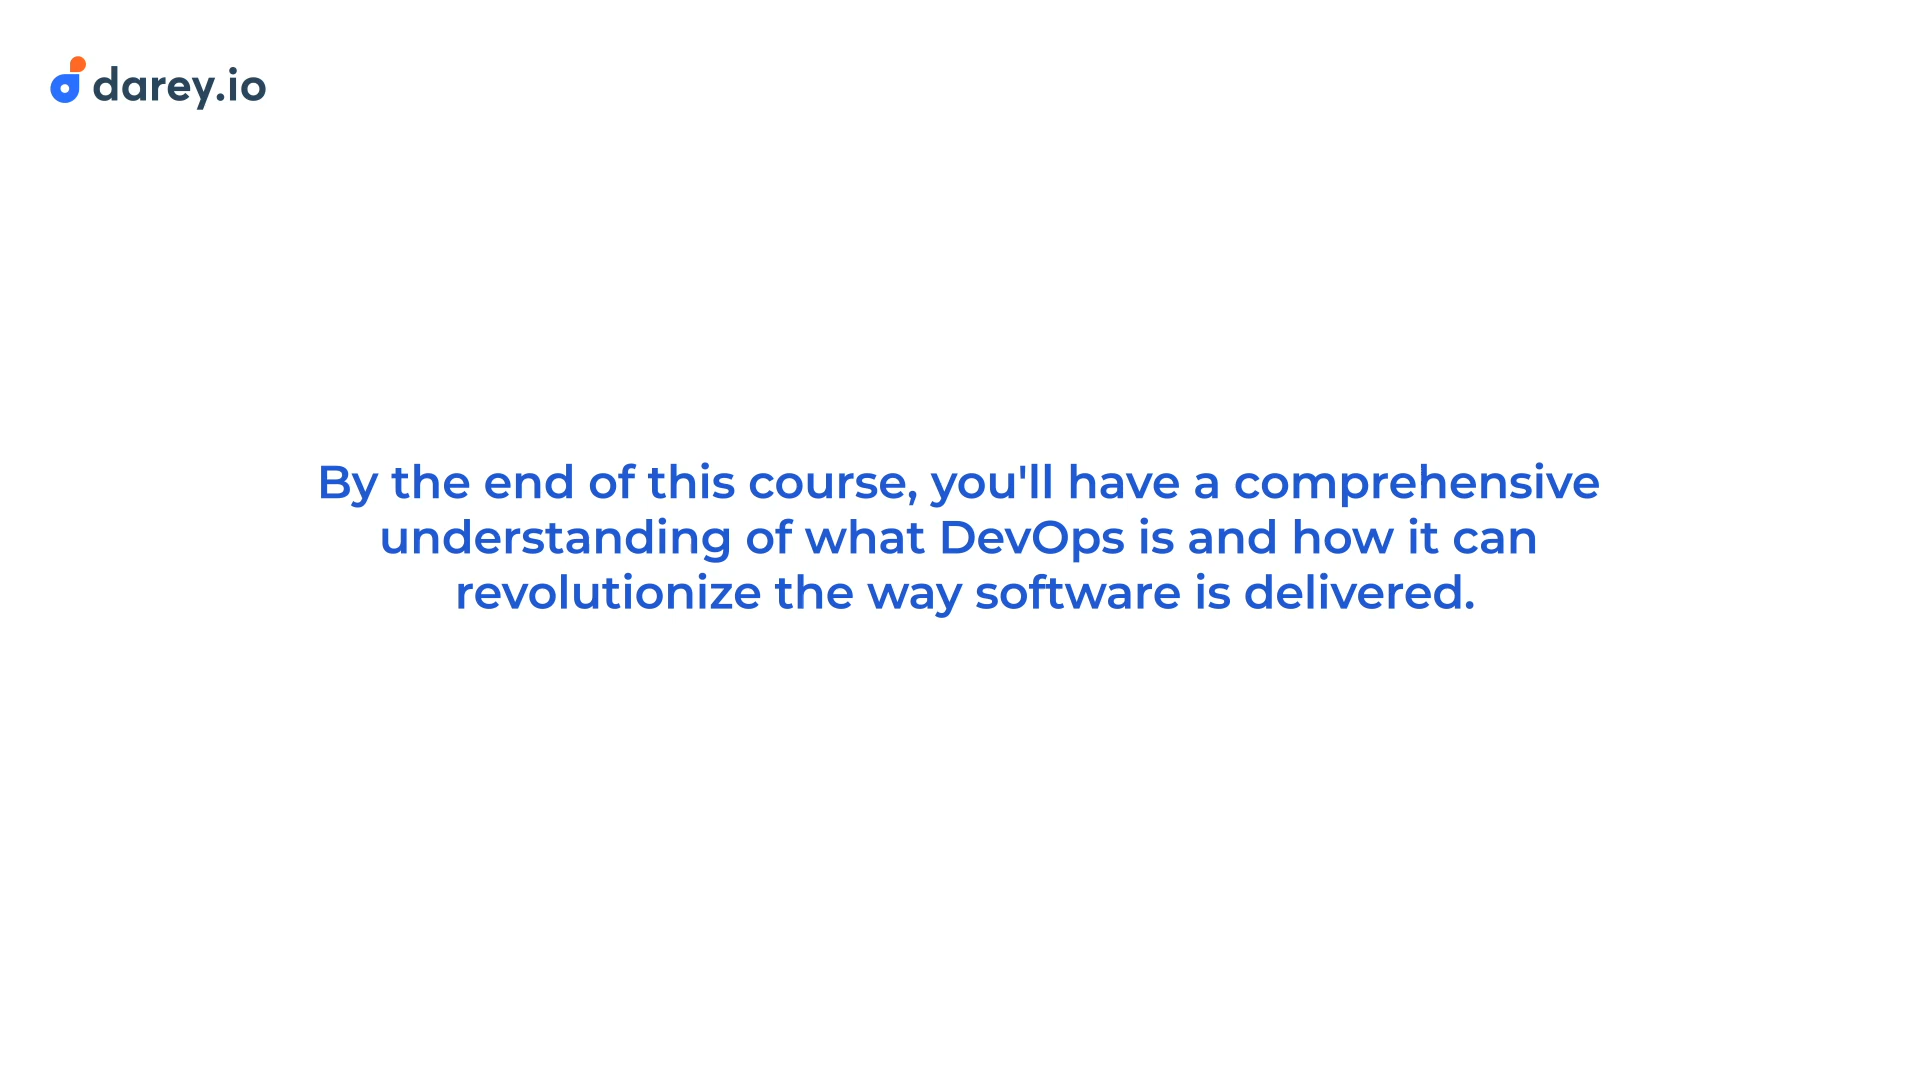 darey.io
By the end of this course, you'll have a comprehensive
understanding of what DevOps is and how it can
revolutionize the way software is delivered.